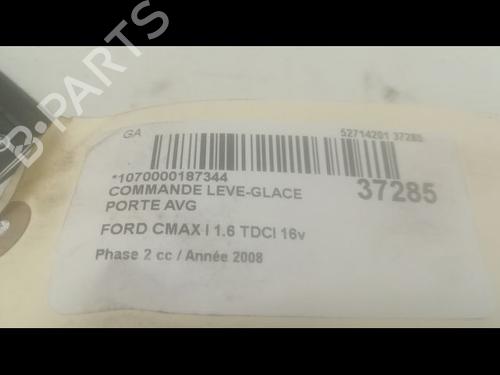 B-PARTS
GA
52714201 37285
*1070000187344
COMMANDE LEVE-GLACE
37285
PORTE AVG
FORD CMAX I 1.6 TDCI 16v
Phase 2 cc / Année 2008